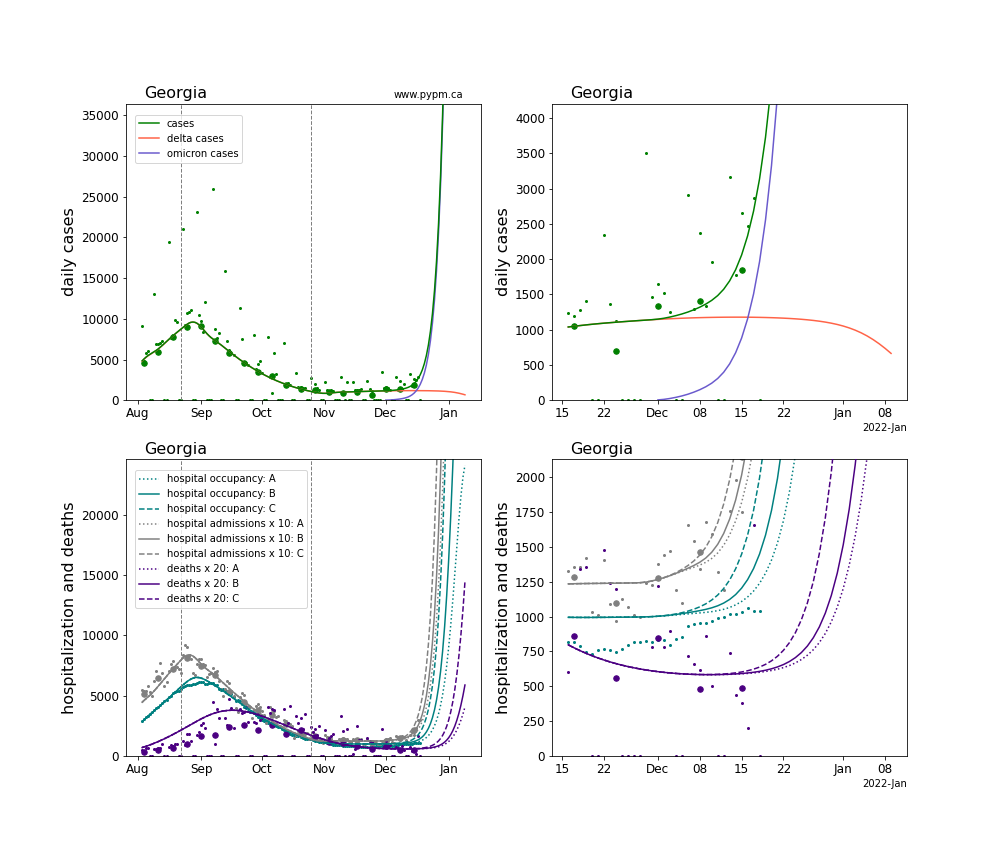 Georgia
www.pypm.ca
daily cases
35000
30000
25000
20000
15000
10000
5000
0
cases
delta cases
omicron cases
Aug Sep Oct Nov Dec Jan
Georgia
daily cases
4000
3500
3000
2500
2000
1500
1000
500
0
15 22 Dec 08 15 22 Jan 08
2022-Jan
Georgia
hospitalization and deaths
20000
15000
10000
5000
0
hospital occupancy: A
hospital occupancy: B
hospital occupancy: C
hospital admissions x 10: A
hospital admissions x 10: B
hospital admissions x 10: C
deaths x 20: A
deaths x 20: B
deaths x 20: C
Aug Sep Oct Nov Dec Jan
Georgia
hospitalization and deaths
2000
1750
1500
1250
1000
750
500
250
0
15 22 Dec 08 15 22 Jan 08
2022-Jan